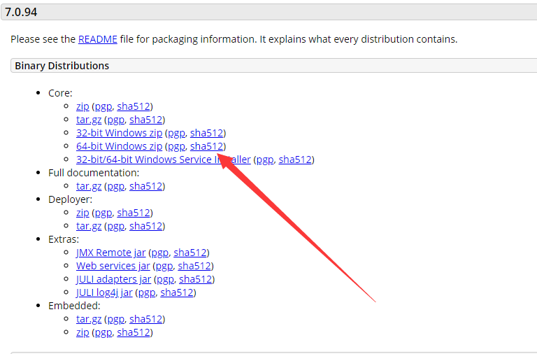 7.0.94
Please see the README file for packaging information. It explains what every distribution contains.
Binary Distributions
• Core:
○ zip (pgp, sha512)
○ tar.gz (pgp, sha512)
○ 32-bit Windows zip (pgp, sha512)
○ 64-bit Windows zip (pgp, sha512)
○ 32-bit/64-bit Windows Service Installer (pgp, sha512)
• Full documentation:
○ tar.gz (pgp, sha512)
• Deployer:
○ zip (pgp, sha512)
○ tar.gz (pgp, sha512)
• Extras:
○ JMX Remote jar (pgp, sha512)
○ Web services jar (pgp, sha512)
○ JULI adapters jar (pgp, sha512)
○ JULI log4j jar (pgp, sha512)
• Embedded:
○ tar.gz (pgp, sha512)
○ zip (pgp, sha512)